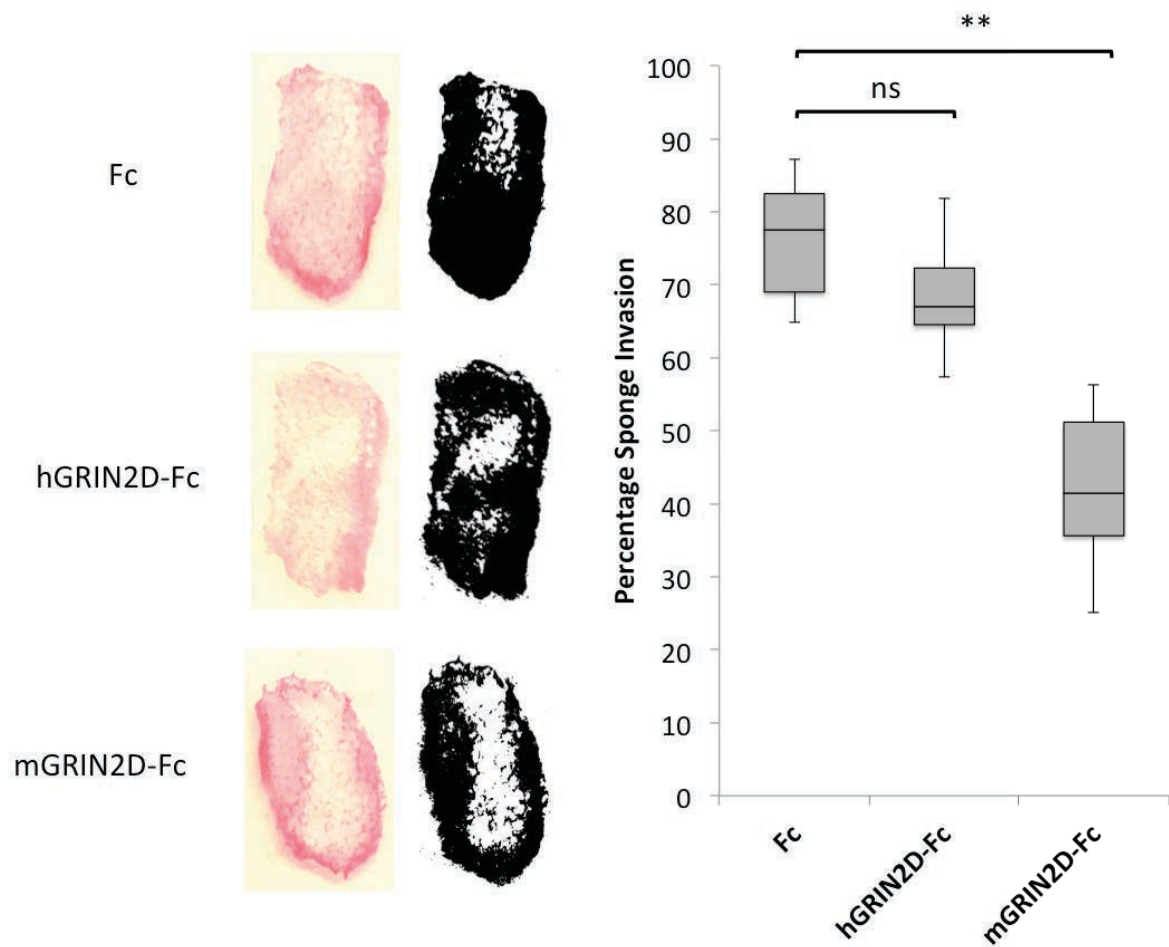 Fc
hGRIN2D-Fc
mGRIN2D-Fc
**
ns
Percentage Sponge Invasion
100
90
80
70
60
50
40
30
20
10
0
Fc
hGRIN2D-Fc
mGRIN2D-Fc